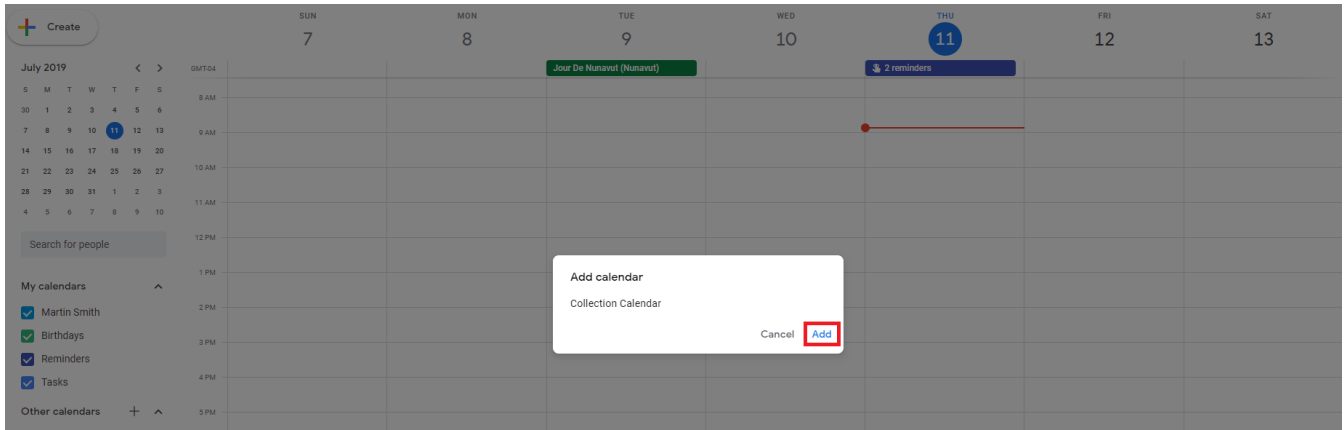 Create
SUN MON TUE WED THU FRI SAT
7 8 9 10 11 12 13
July 2019 < >
GMT-04
Jour De Nunavut (Nunavut)
2 reminders
S M T W T F S
30 1 2 3 4 5 6
7 8 9 10 11 12 13
14 15 16 17 18 19 20
21 22 23 24 25 26 27
28 29 30 31 1 2 3
4 5 6 7 8 9 10
8 AM
9 AM
10 AM
11 AM
12 PM
1 PM
2 PM
3 PM
4 PM
5 PM
Search for people
My calendars
Martin Smith
Birthdays
Reminders
Tasks
Other calendars
Add calendar
Collection Calendar
Cancel Add